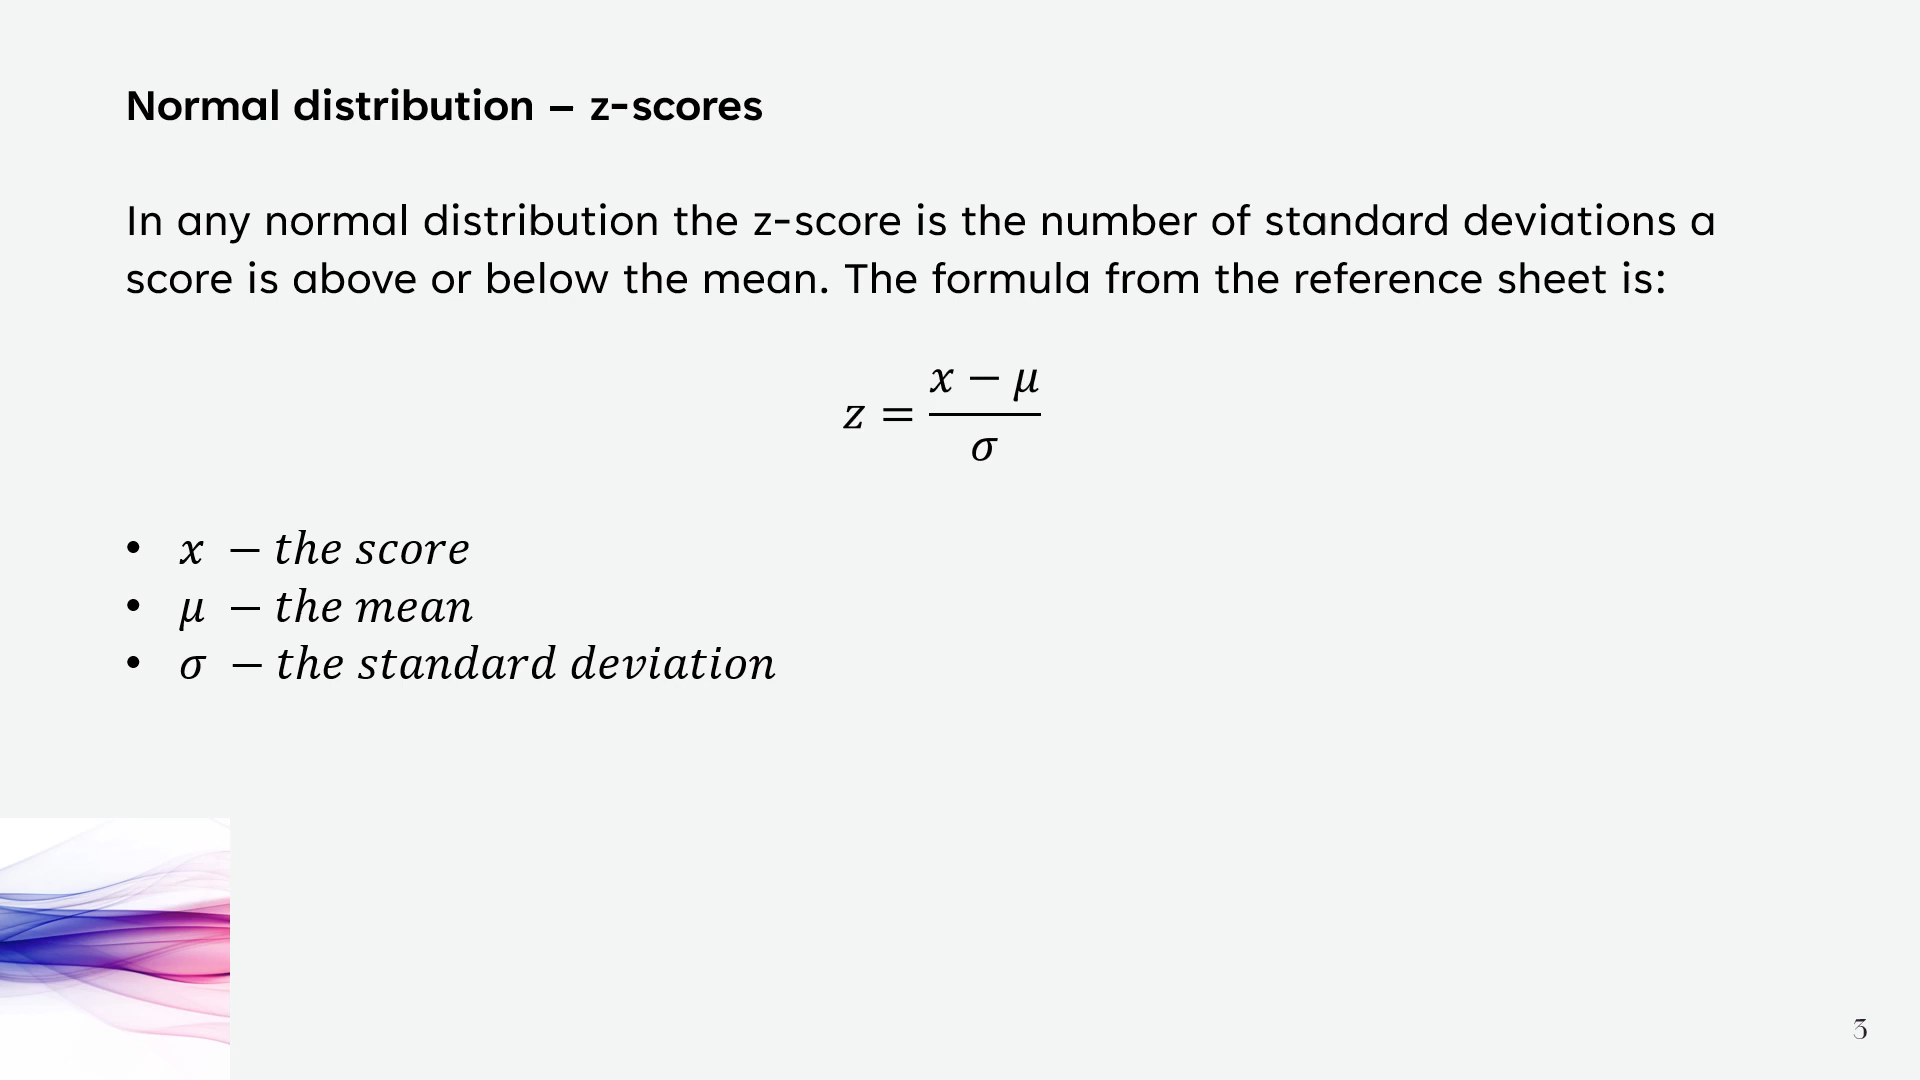 Normal distribution – z-scores
In any normal distribution the z-score is the number of standard deviations a
score is above or below the mean. The formula from the reference sheet is:
z = \frac{x − μ}{σ}
• x − the score
• μ − the mean
• σ − the standard deviation
3